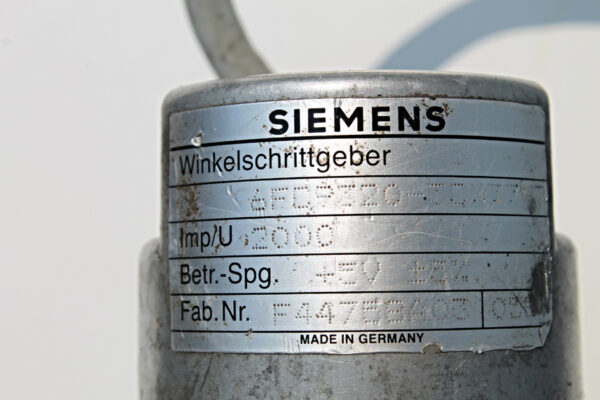 SIEMENS
Winkelschrittgeber
Imp/U 2000
Betr.-Spg. +5V ±5%
Fab.Nr.
MADE IN GERMANY